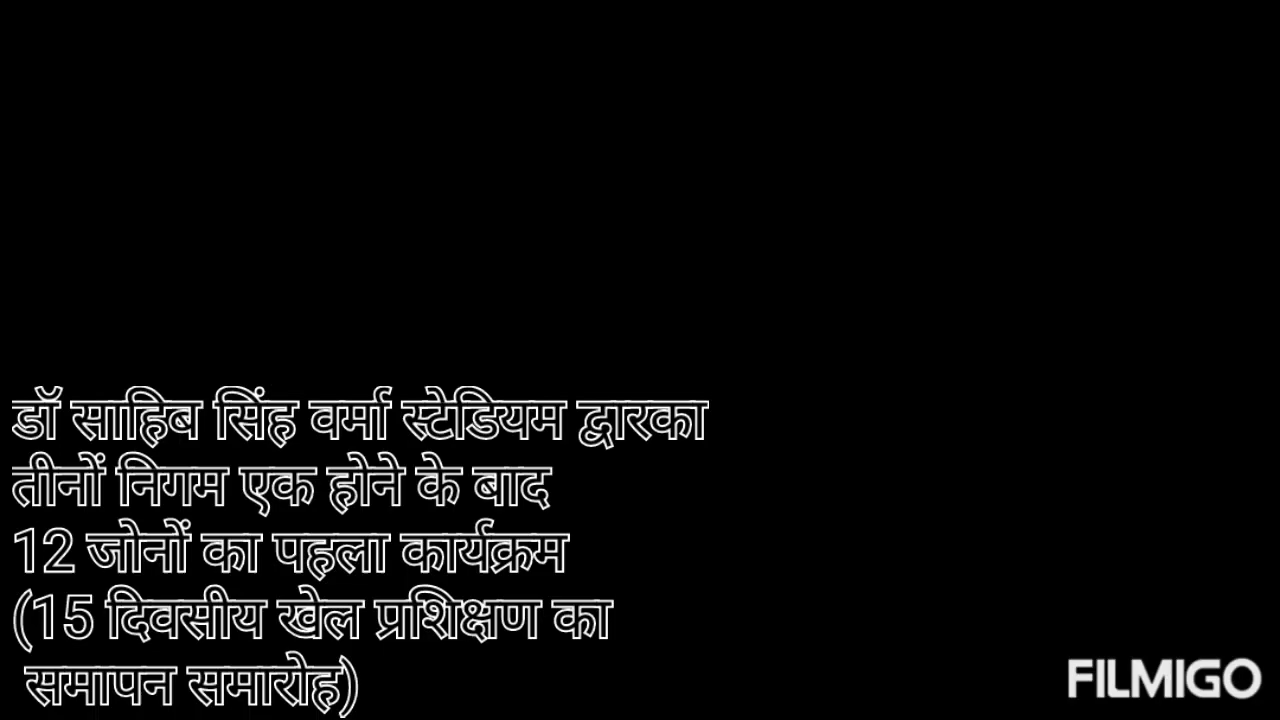 डॉ साहिब सिंह वर्मा स्टेडियम द्वारका
तीनों निगम एक होने के बाद
12 जोनों का पहला कार्यक्रम
(15 दिवसीय खेल प्रशिक्षण का
समापन समारोह)
FILMIGO